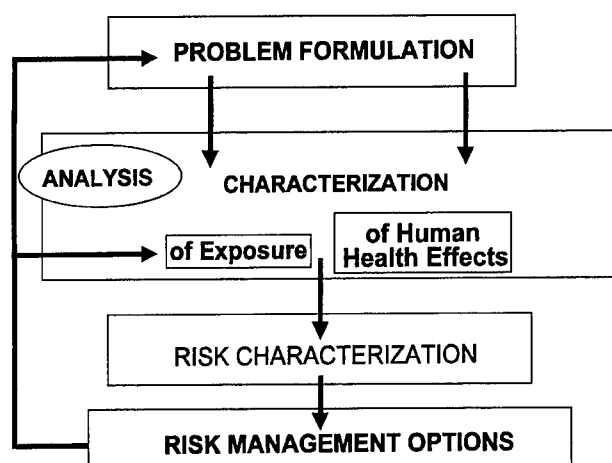 PROBLEM FORMULATION
ANALYSIS
CHARACTERIZATION
of Exposure
of Human
Health Effects
RISK CHARACTERIZATION
RISK MANAGEMENT OPTIONS